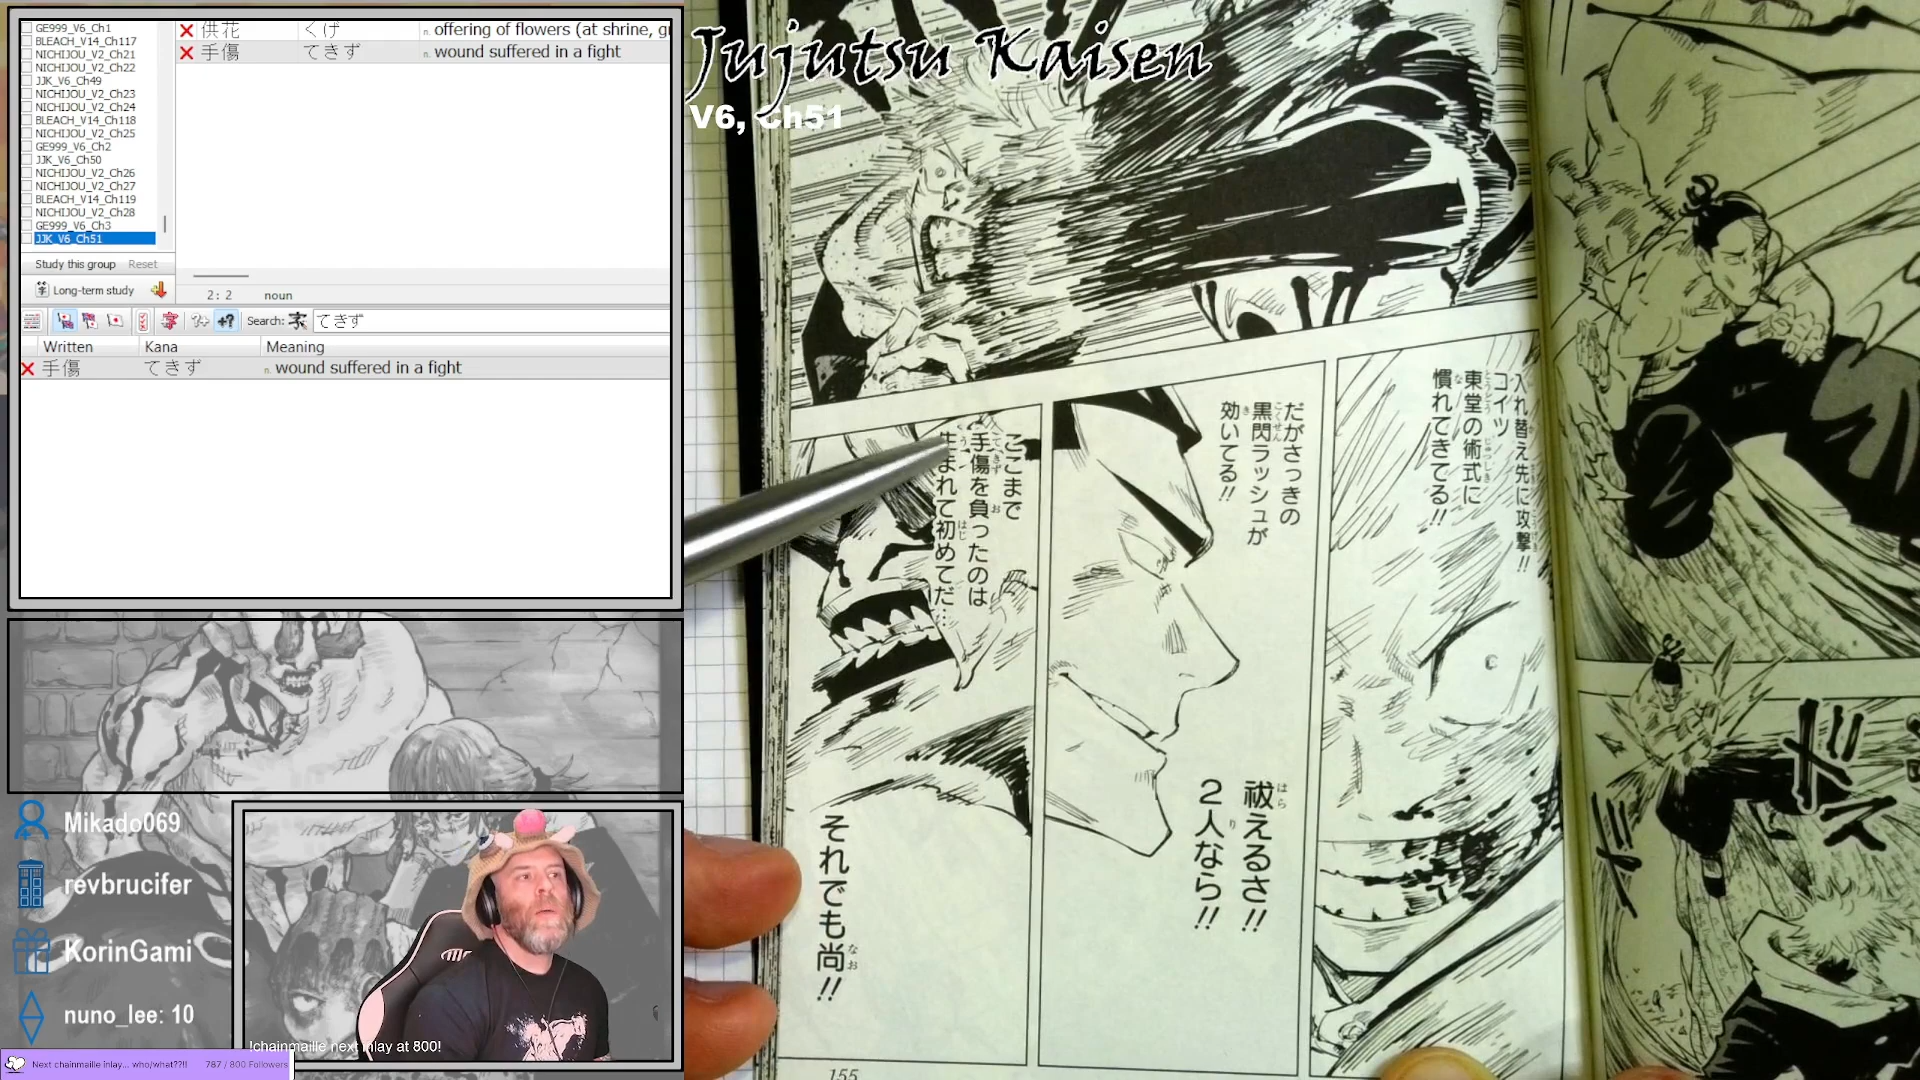 GE999_V6_Ch1
BLEACH_V14_Ch117
NICHIJOU_V2_Ch21
NICHIJOU_V2_Ch22
JJK_V6_Ch49
NICHIJOU_V2_Ch23
NICHIJOU_V2_Ch24
BLEACH_V14_Ch118
NICHIJOU_V2_Ch25
GE999_V6_Ch2
JJK_V6_Ch50
NICHIJOU_V2_Ch26
NICHIJOU_V2_Ch27
BLEACH_V14_Ch119
NICHIJOU_V2_Ch28
GE999_V6_Ch3
JJK_V6_Ch51
Study this group Reset
Long-term study
供花 くげ n. offering of flowers (at shrine, gr
手傷 てきず n. wound suffered in a fight
2: 2 noun
Search: てきず
Written Kana Meaning
手傷 てきず n. wound suffered in a fight
Jujutsu Kaisen
V6, Ch51
入れ替え先に攻撃!!
コイツ
東堂の術式に
慣れてきてる!!
だがさっきの
黒閃ラッシュが
効いてる!!
祓えるさ!!
2人なら!!
ここまで
手傷を負ったのは
生まれて初めてだ…
それでも尚!!
155
Mikado069
revbrucifer
KorinGami
nuno_lee: 10
!chainmaille next inlay at 800!
Next chainmaille inlay... who/what??!! 787 / 800 Followers